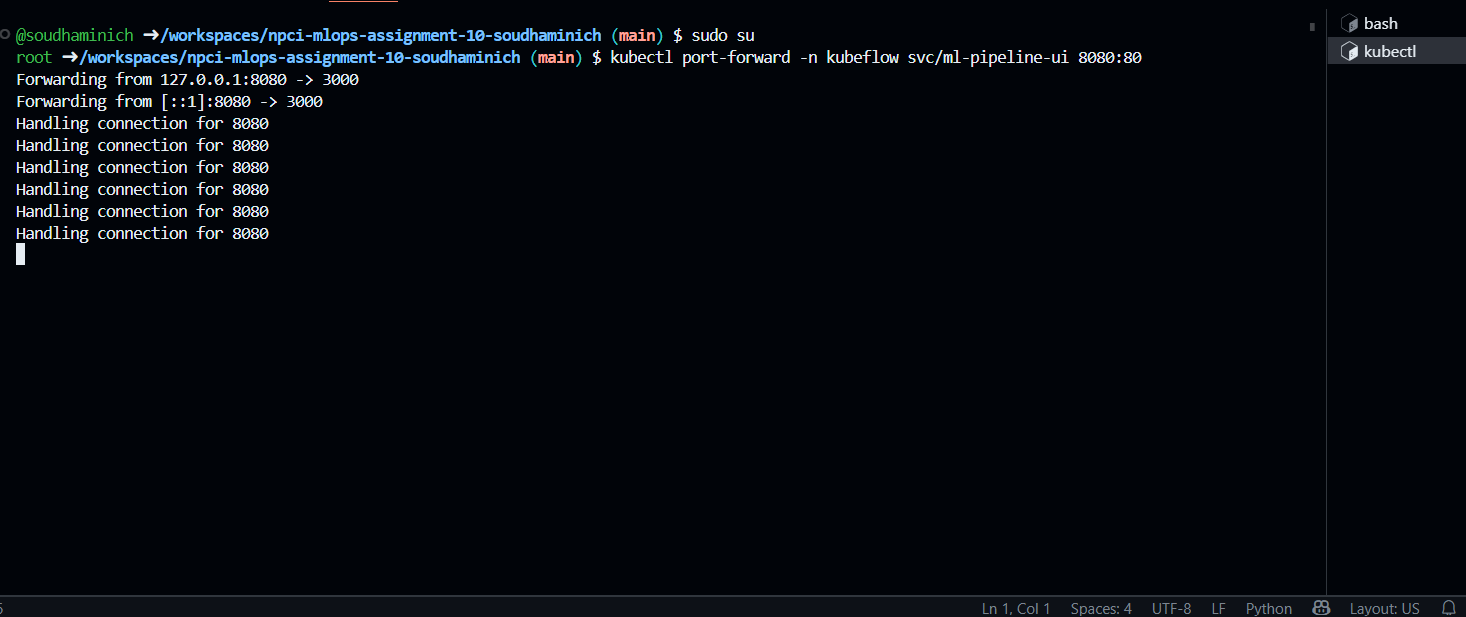 @soudhaminich ➜/workspaces/npci-mlops-assignment-10-soudhaminich (main) $ sudo su
root ➜/workspaces/npci-mlops-assignment-10-soudhaminich (main) $ kubectl port-forward -n kubeflow svc/ml-pipeline-ui 8080:80
Forwarding from 127.0.0.1:8080 -> 3000
Forwarding from [::1]:8080 -> 3000
Handling connection for 8080
Handling connection for 8080
Handling connection for 8080
Handling connection for 8080
Handling connection for 8080
Handling connection for 8080
bash
kubectl
Ln 1, Col 1 Spaces: 4 UTF-8 LF Python Layout: US